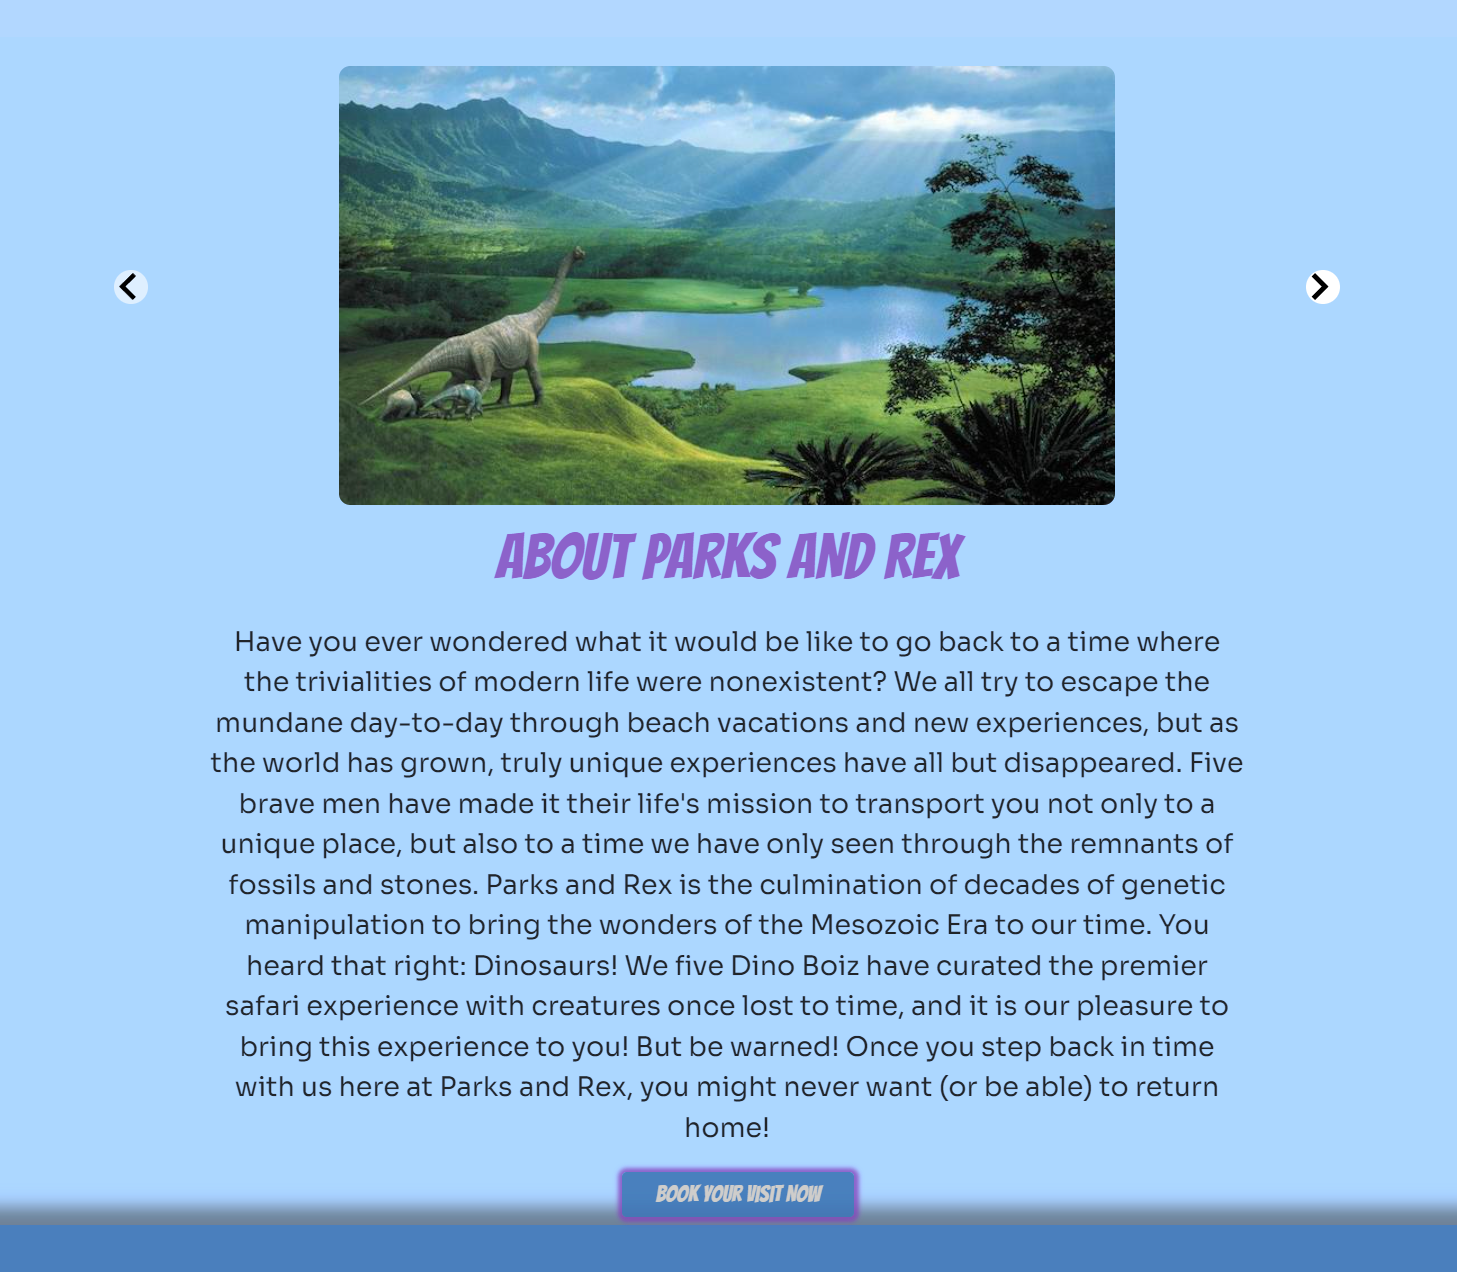 ABOUT PARKS AND REX
Have you ever wondered what it would be like to go back to a time where
the trivialities of modern life were nonexistent? We all try to escape the
mundane day-to-day through beach vacations and new experiences, but as
the world has grown, truly unique experiences have all but disappeared. Five
brave men have made it their life's mission to transport you not only to a
unique place, but also to a time we have only seen through the remnants of
fossils and stones. Parks and Rex is the culmination of decades of genetic
manipulation to bring the wonders of the Mesozoic Era to our time. You
heard that right: Dinosaurs! We five Dino Boiz have curated the premier
safari experience with creatures once lost to time, and it is our pleasure to
bring this experience to you! But be warned! Once you step back in time
with us here at Parks and Rex, you might never want (or be able) to return
home!
BOOK YOUR VISIT NOW